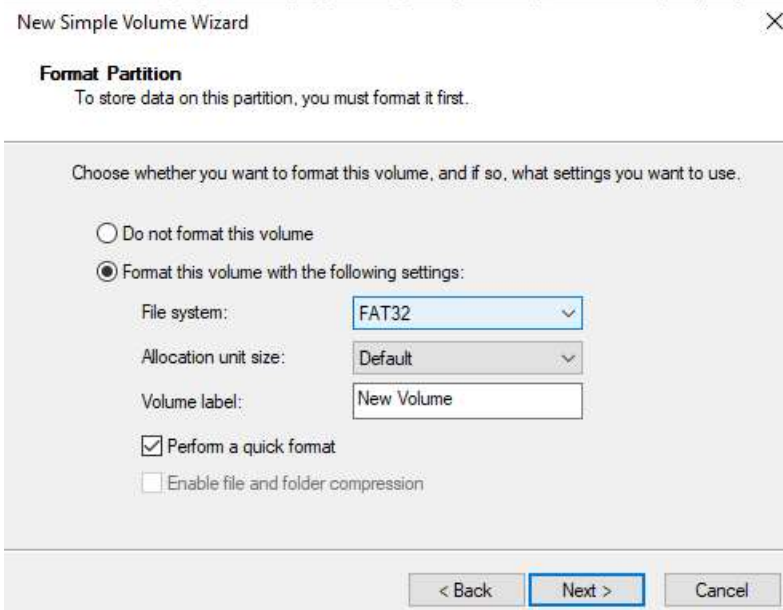 New Simple Volume Wizard
Format Partition
To store data on this partition, you must format it first.
Choose whether you want to format this volume, and if so, what settings you want to use.
Do not format this volume
Format this volume with the following settings:
File system: FAT32
Allocation unit size: Default
Volume label: New Volume
Perform a quick format
Enable file and folder compression
< Back Next > Cancel